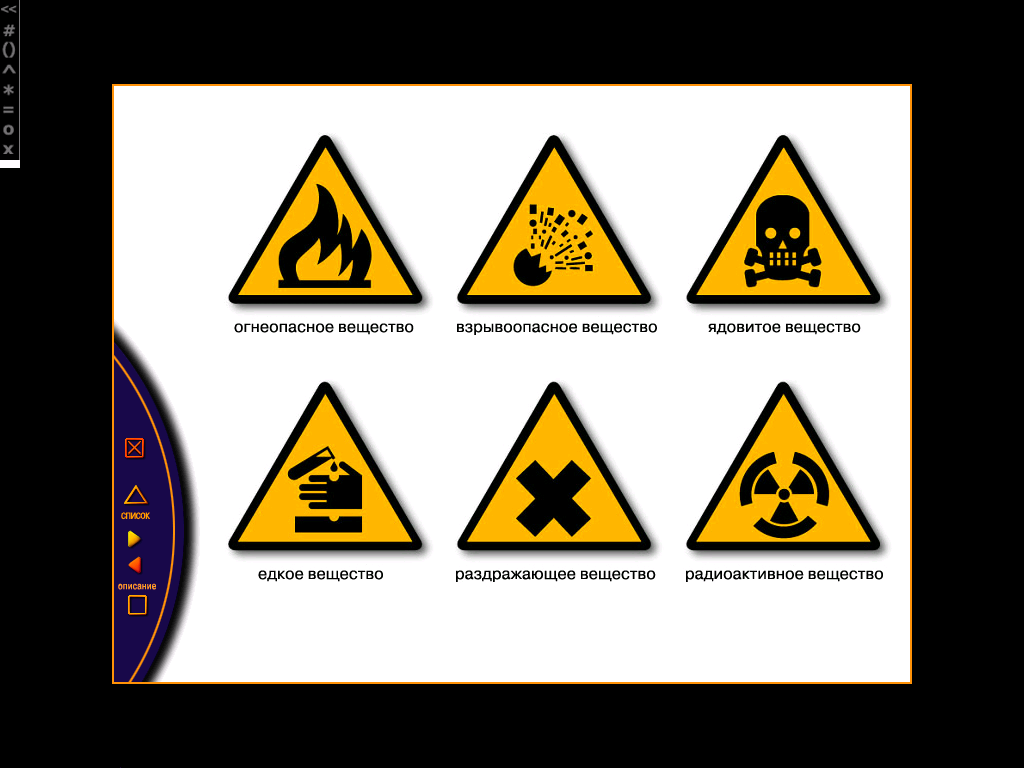 <<
#
()
^
*
=
o
x
огнеопасное вещество
взрывоопасное вещество
ядовитое вещество
едкое вещество
раздражающее вещество
радиоактивное вещество
список
описание